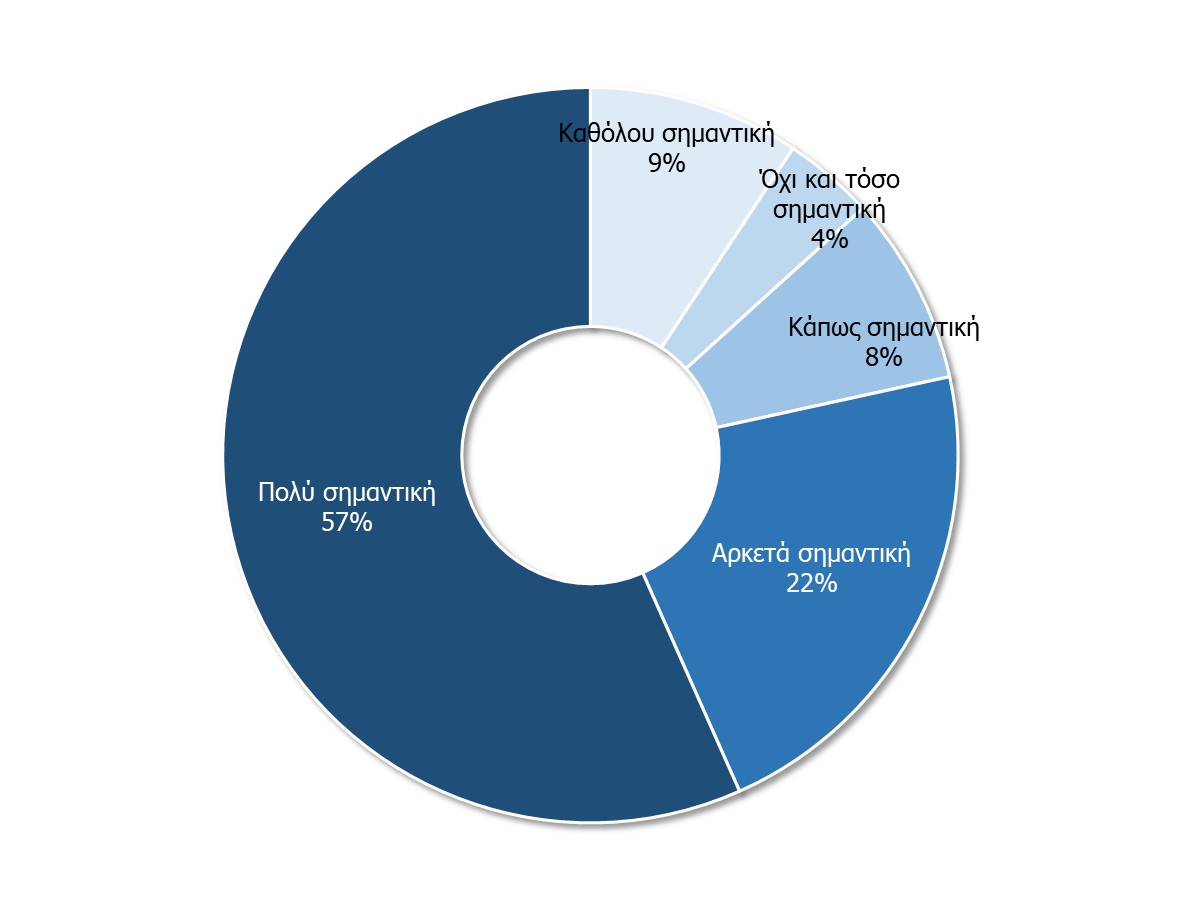 Καθόλου σημαντική
9%
Όχι και τόσο
σημαντική
4%
Κάπως σημαντική
8%
Αρκετά σημαντική
22%
Πολύ σημαντική
57%